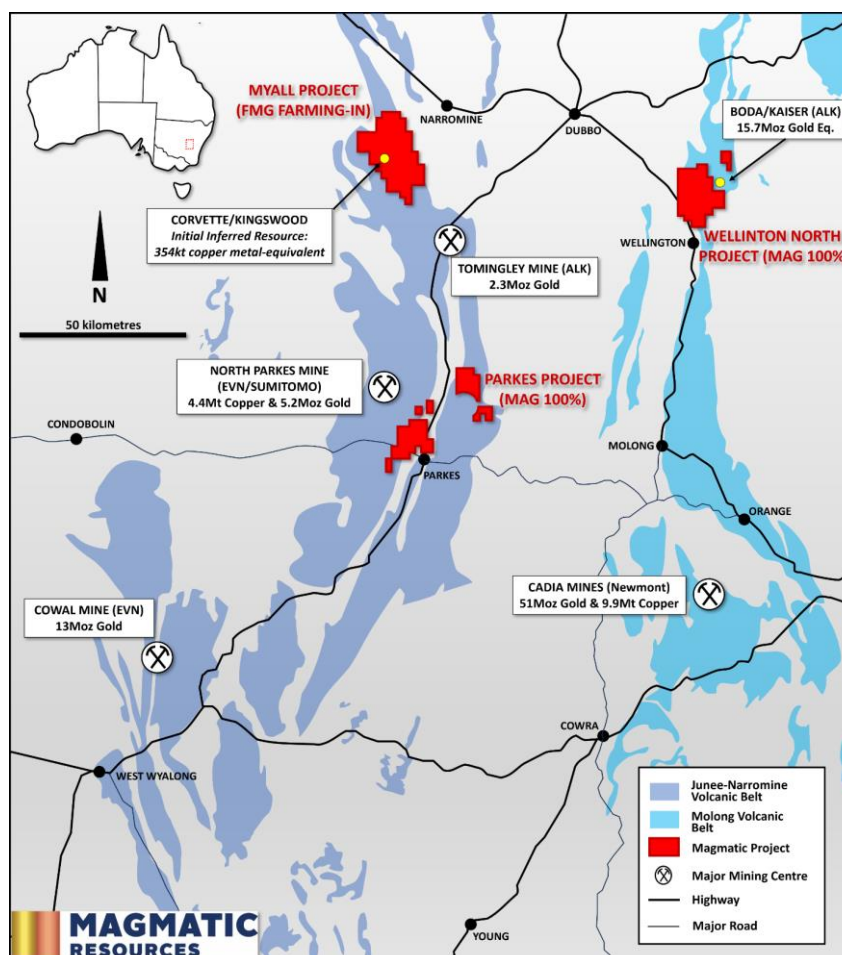 MYALL PROJECT
(FMG FARMING-IN)
NARROMINE
DUBBO
BODA/KAISER (ALK)
15.7Moz Gold Eq.
CORVETTE/KINGSWOOD
Initial Inferred Resource:
354kt copper metal-equivalent
WELLINGTON
WELLINTON NORTH
PROJECT (MAG 100%
TOMINGLEY MINE (ALK)
2.3Moz Gold
N
50 kilometres
NORTH PARKES MINE
(EVN/SUMITOMO)
4.4Mt Copper & 5.2Moz Gold
PARKES PROJECT
(MAG 100%)
CONDOBOLIN
PARKES
MOLONG
ORANGE
COWAL MINE (EVN)
13Moz Gold
CADIA MINES (Newmont)
51Moz Gold & 9.9Mt Copper
COWRA
WEST WYALONG
YOUNG
Junee-Narromine
Volcanic Belt
Molong Volcanic
Belt
Magmatic Project
Major Mining Centre
Highway
Major Road
MAGMATIC
RESOURCES